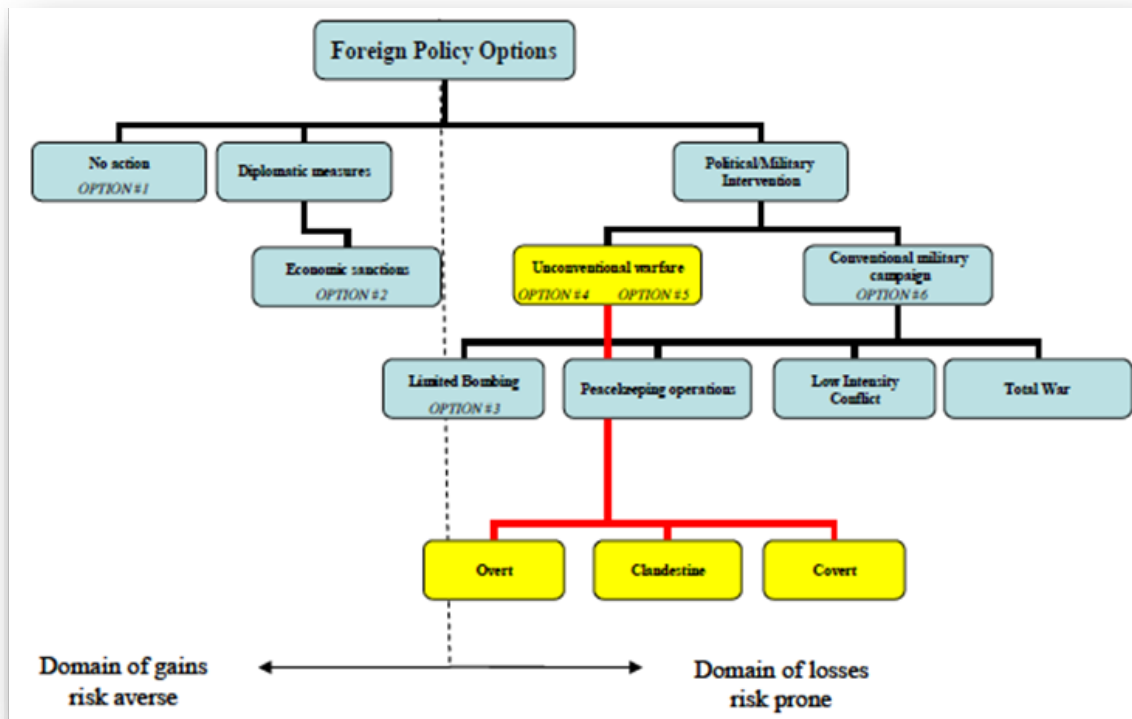 Foreign Policy Options
No action
OPTION #1
Diplomatic measures
Political/Military
Intervention
Economic sanctions
OPTION #2
Unconventional warfare
OPTION #4 OPTION #5
Conventional military
campaign
OPTION #6
Limited Bombing
OPTION #3
Peacekeeping operations
Low Intensity
Conflict
Total War
Overt
Clandestine
Covert
Domain of gains
risk averse
Domain of losses
risk prone